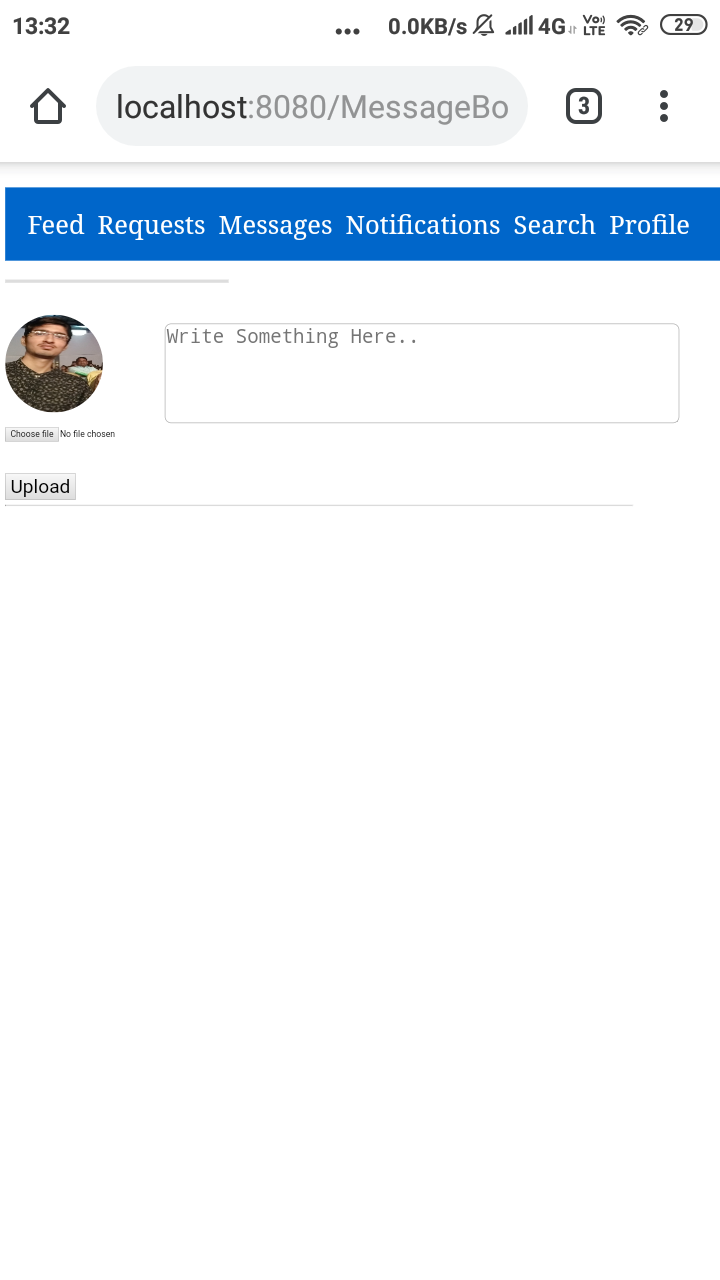 13:32 ... 0.0KB/s 4G Vo) LTE 29
localhost:8080/MessageBo 3
Feed Requests Messages Notifications Search Profile
Write Something Here..
Choose file No file chosen
Upload